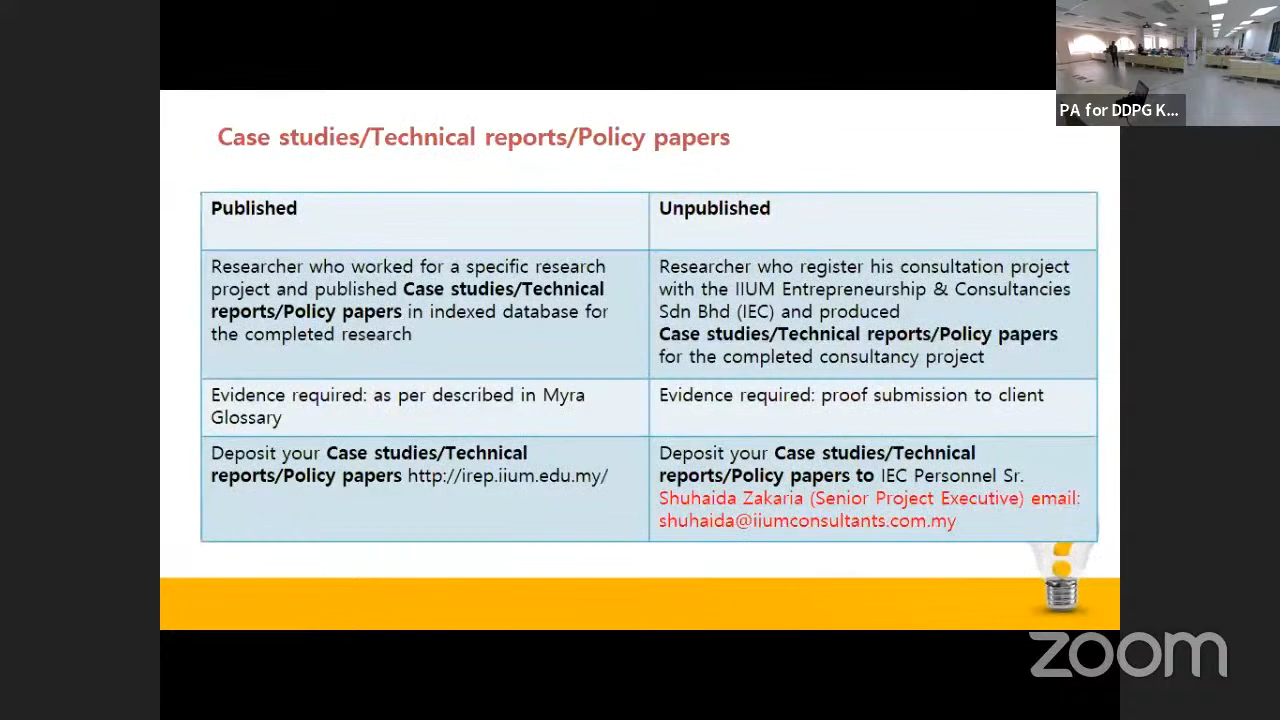 PA for DDPG K...
Case studies/Technical reports/Policy papers
Published
Unpublished
Researcher who worked for a specific research
project and published Case studies/Technical
reports/Policy papers in indexed database for
the completed research
Researcher who register his consultation project
with the IIUM Entrepreneurship & Consultancies
Sdn Bhd (IEC) and produced
Case studies/Technical reports/Policy papers
for the completed consultancy project
Evidence required: as per described in Myra
Glossary
Evidence required: proof submission to client
Deposit your Case studies/Technical
reports/Policy papers http://irep.iium.edu.my/
Deposit your Case studies/Technical
reports/Policy papers to IEC Personnel Sr.
Shuhaida Zakaria (Senior Project Executive) email:
shuhaida@iiumconsultants.com.my
zoom